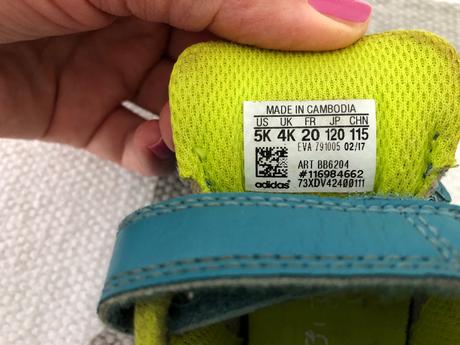 MADE IN CAMBODIA
US UK FR JP CHN
5K 4K 20 120 115
EVA 791005 02/17
ART BB6204
#116984662
adidas 73XDV42400111